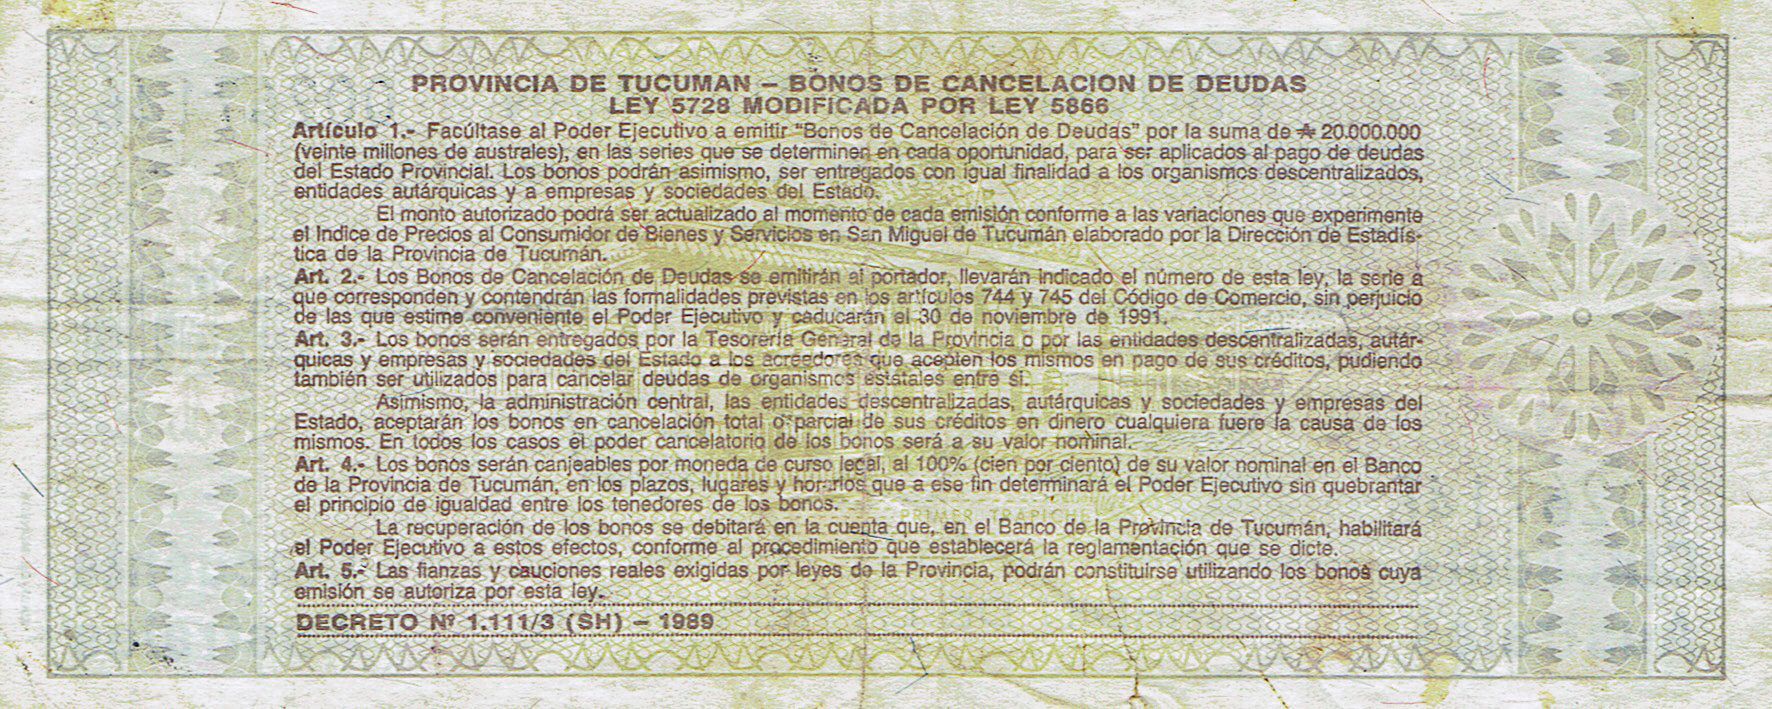 PROVINCIA DE TUCUMAN – BONOS DE CANCELACION DE DEUDAS
LEY 5728 MODIFICADA POR LEY 5866
Artículo 1.- Facúltase al Poder Ejecutivo a emitir "Bonos de Cancelación de Deudas" por la suma de ₳ 20.000.000
(veinte millones de australes), en las series que se determinen en cada oportunidad, para ser aplicados al pago de deudas
del Estado Provincial. Los bonos podrán asimismo, ser entregados con igual finalidad a los organismos descentralizados,
entidades autárquicas y a empresas y sociedades del Estado.
El monto autorizado podrá ser actualizado al momento de cada emisión conforme a las variaciones que experimente
el Indice de Precios al Consumidor de Bienes y Servicios en San Miguel de Tucumán elaborado por la Dirección de Estadís-
tica de la Provincia de Tucumán.
Art. 2.- Los Bonos de Cancelación de Deudas se emitirán al portador, llevarán indicado el número de esta ley, la serie a
que corresponden y contendrán las formalidades previstas en los artículos 744 y 745 del Código de Comercio, sin perjuicio
de las que estime conveniente el Poder Ejecutivo y caducarán el 30 de noviembre de 1991.
Art. 3.- Los bonos serán entregados por la Tesorería General de la Provincia o por las entidades descentralizadas, autár-
quicas y empresas y sociedades del Estado a los acreedores que acepten los mismos en pago de sus créditos, pudiendo
también ser utilizados para cancelar deudas de organismos estatales entre sí.
Asimismo, la administración central, las entidades descentralizadas, autárquicas y sociedades y empresas del
Estado, aceptarán los bonos en cancelación total o parcial de sus créditos en dinero cualquiera fuere la causa de los
mismos. En todos los casos el poder cancelatorio de los bonos será a su valor nominal.
Art. 4.- Los bonos serán canjeables por moneda de curso legal, al 100% (cien por ciento) de su valor nominal en el Banco
de la Provincia de Tucumán, en los plazos, lugares y horarios que a ese fin determinará el Poder Ejecutivo sin quebrantar
el principio de igualdad entre los tenedores de los bonos.
PRIMER TRAPICHE
La recuperación de los bonos se debitará en la cuenta que, en el Banco de la Provincia de Tucumán, habilitará
el Poder Ejecutivo a estos efectos, conforme al procedimiento que establecerá la reglamentación que se dicte.
Art. 5.- Las fianzas y cauciones reales exigidas por leyes de la Provincia, podrán constituirse utilizando los bonos cuya
emisión se autoriza por esta ley.
DECRETO Nº 1.111/3 (SH) – 1989